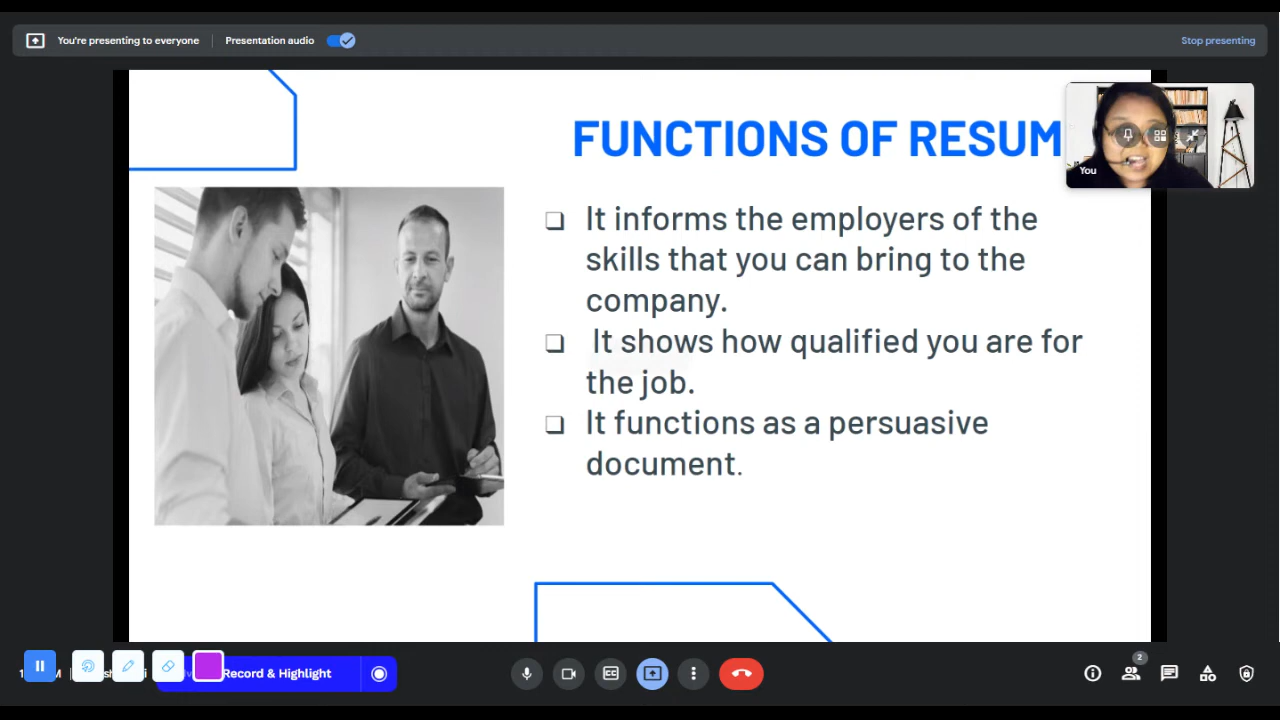 You're presenting to everyone
Presentation audio
Stop presenting
FUNCTIONS OF RESUM
You
❏ It informs the employers of the
skills that you can bring to the
company.
❏ It shows how qualified you are for
the job.
❏ It functions as a persuasive
document.
Record & Highlight
2